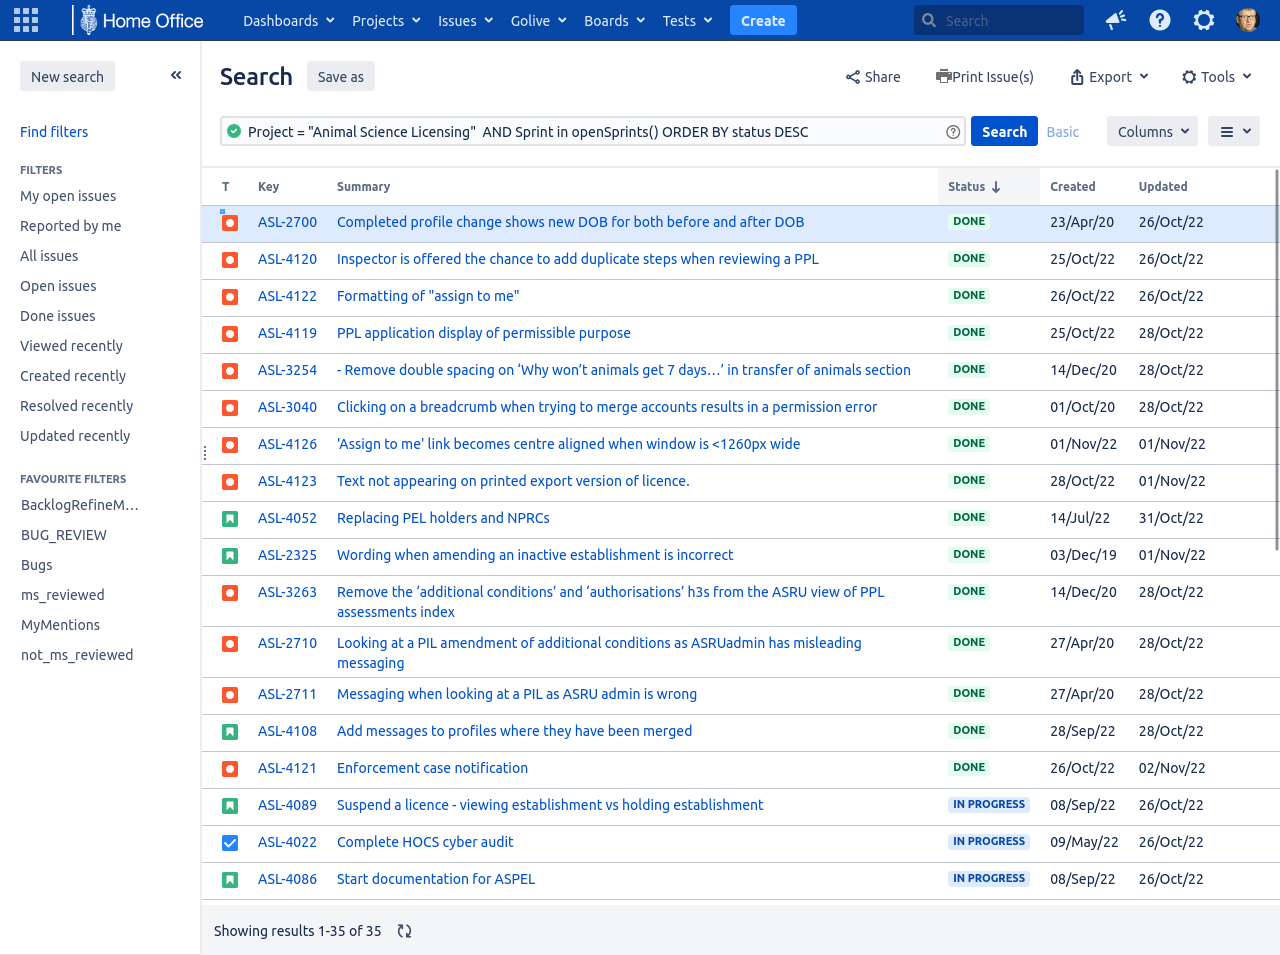 Home Office Dashboards Projects Issues Golive Boards Tests Create Search
New search
Search Save as Share Print Issue(s) Export Tools
Find filters
Project = "Animal Science Licensing"  AND Sprint in openSprints() ORDER BY status DESC Search Basic Columns
FILTERS
My open issues
Reported by me
All issues
Open issues
Done issues
Viewed recently
Created recently
Resolved recently
Updated recently
FAVOURITE FILTERS
BacklogRefineM…
BUG_REVIEW
Bugs
ms_reviewed
MyMentions
not_ms_reviewed
T Key Summary Status Created Updated
ASL-2700 Completed profile change shows new DOB for both before and after DOB DONE 23/Apr/20 26/Oct/22
ASL-4120 Inspector is offered the chance to add duplicate steps when reviewing a PPL DONE 25/Oct/22 26/Oct/22
ASL-4122 Formatting of "assign to me" DONE 26/Oct/22 26/Oct/22
ASL-4119 PPL application display of permissible purpose DONE 25/Oct/22 28/Oct/22
ASL-3254 - Remove double spacing on ‘Why won’t animals get 7 days…’ in transfer of animals section DONE 14/Dec/20 28/Oct/22
ASL-3040 Clicking on a breadcrumb when trying to merge accounts results in a permission error DONE 01/Oct/20 28/Oct/22
ASL-4126 'Assign to me' link becomes centre aligned when window is <1260px wide DONE 01/Nov/22 01/Nov/22
ASL-4123 Text not appearing on printed export version of licence. DONE 28/Oct/22 01/Nov/22
ASL-4052 Replacing PEL holders and NPRCs DONE 14/Jul/22 31/Oct/22
ASL-2325 Wording when amending an inactive establishment is incorrect DONE 03/Dec/19 01/Nov/22
ASL-3263 Remove the ‘additional conditions’ and ‘authorisations’ h3s from the ASRU view of PPL DONE 14/Dec/20 28/Oct/22
assessments index
ASL-2710 Looking at a PIL amendment of additional conditions as ASRUadmin has misleading DONE 27/Apr/20 28/Oct/22
messaging
ASL-2711 Messaging when looking at a PIL as ASRU admin is wrong DONE 27/Apr/20 28/Oct/22
ASL-4108 Add messages to profiles where they have been merged DONE 28/Sep/22 28/Oct/22
ASL-4121 Enforcement case notification DONE 26/Oct/22 02/Nov/22
ASL-4089 Suspend a licence - viewing establishment vs holding establishment IN PROGRESS 08/Sep/22 26/Oct/22
ASL-4022 Complete HOCS cyber audit IN PROGRESS 09/May/22 26/Oct/22
ASL-4086 Start documentation for ASPEL IN PROGRESS 08/Sep/22 26/Oct/22
Showing results 1-35 of 35